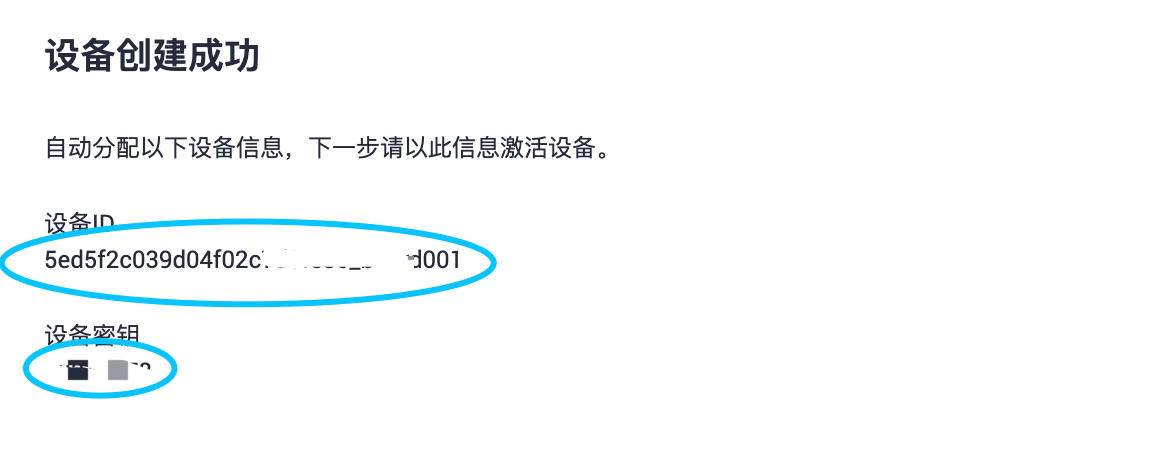 设备创建成功
自动分配以下设备信息，下一步请以此信息激活设备。
设备ID
5ed5f2c039d04f02c d001
设备密钥